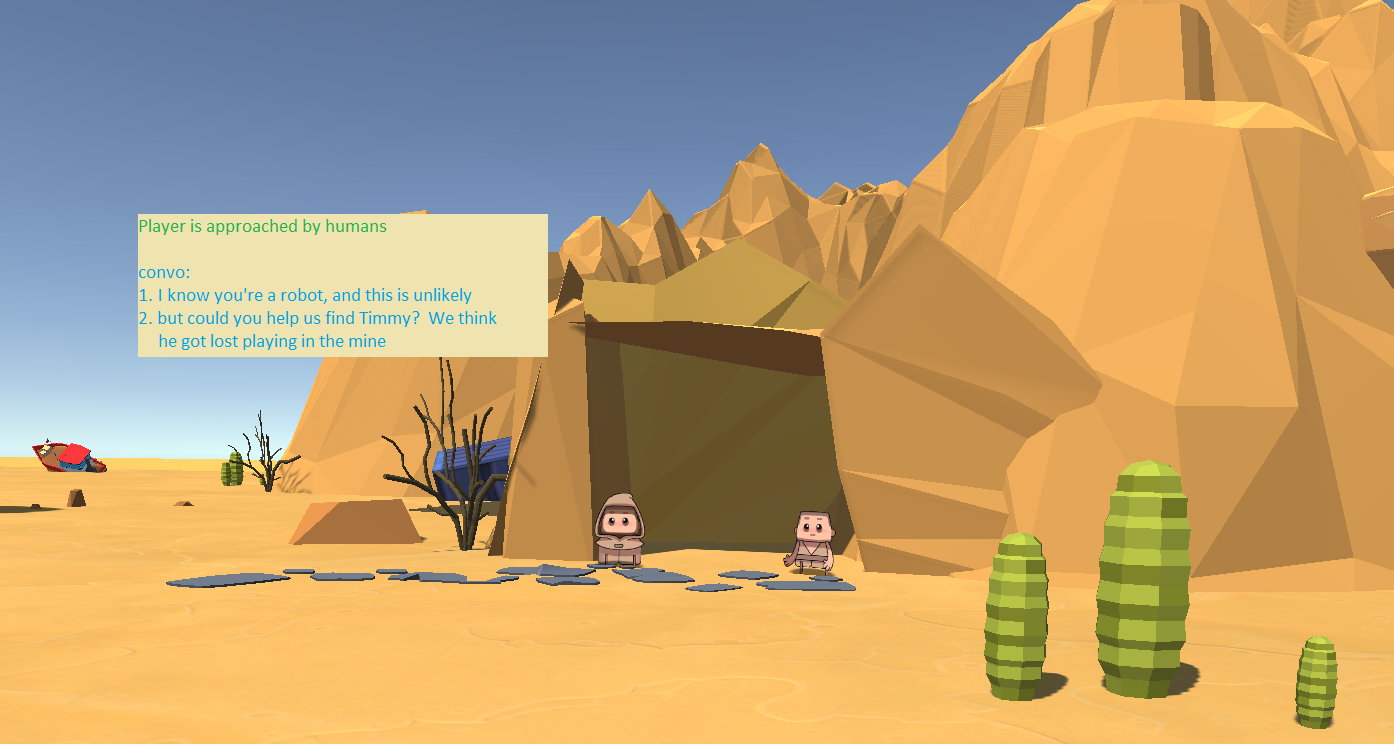 Player is approached by humans
convo:
1. I know you're a robot, and this is unlikely
2. but could you help us find Timmy?  We think
he got lost playing in the mine